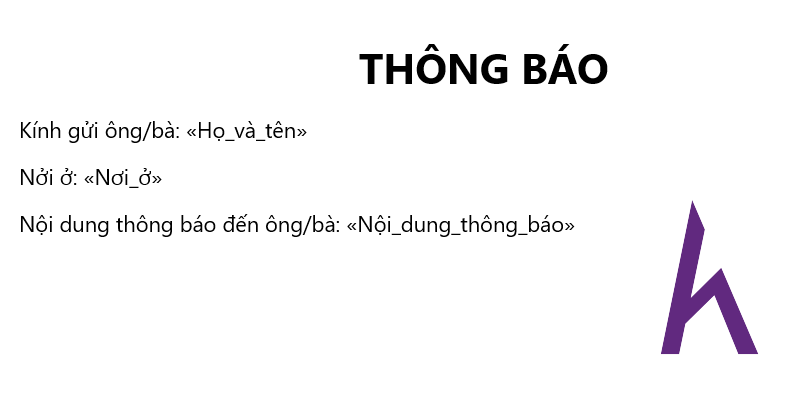 THÔNG BÁO
Kính gửi ông/bà: «Họ_và_tên»
Nởi ở: «Nơi_ở»
Nội dung thông báo đến ông/bà: «Nội_dung_thông_báo»